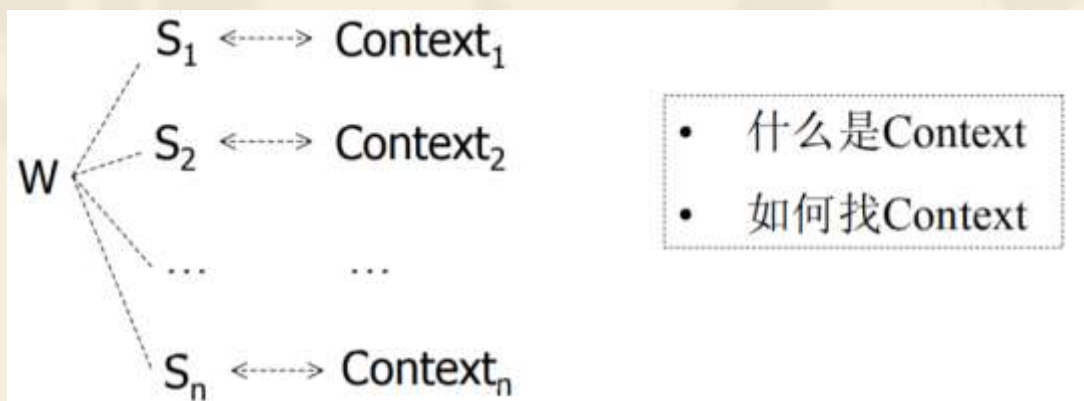 S₁ Context₁
S₂ Context₂
W
... ...
Sₙ Contextₙ
• 什么是Context
• 如何找Context